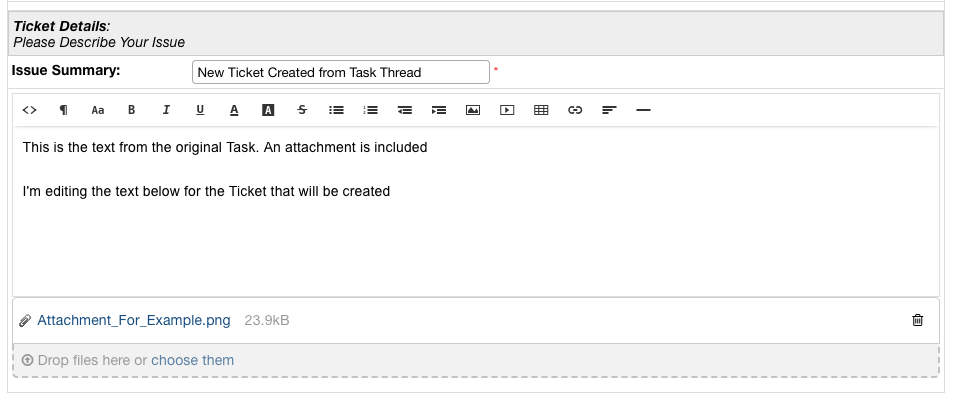 Ticket Details:
Please Describe Your Issue
Issue Summary: New Ticket Created from Task Thread *
<> ¶ Aa B I U A A S
This is the text from the original Task. An attachment is included
I'm editing the text below for the Ticket that will be created
Attachment_For_Example.png 23.9kB
Drop files here or choose them